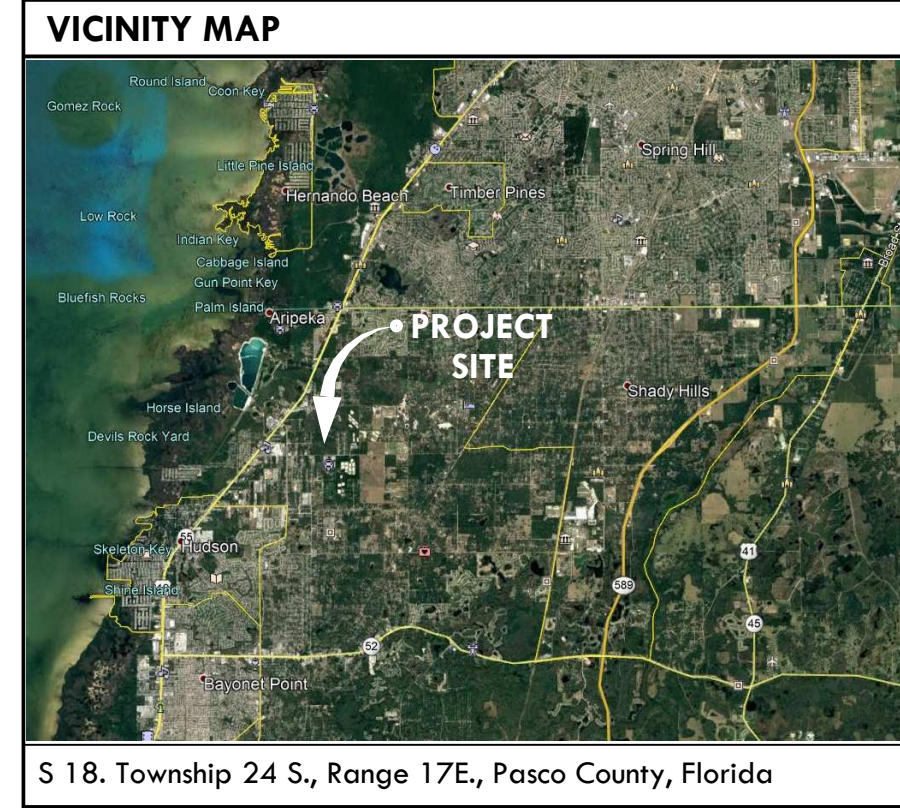 VICINITY MAP
Round Island
Coon Key
Gomez Rock
Spring Hill
Little Pine Island
Hernando Beach
Timber Pines
Low Rock
Indian Key
Cabbage Island
Gun Point Key
Bluefish Rocks
Palm Island
Aripeka
PROJECT
SITE
Shady Hills
Horse Island
Devils Rock Yard
55
Skeleton Key
Hudson
41
Shine Island
589
45
52
Bayonet Point
S 18. Township 24 S., Range 17E., Pasco County, Florida